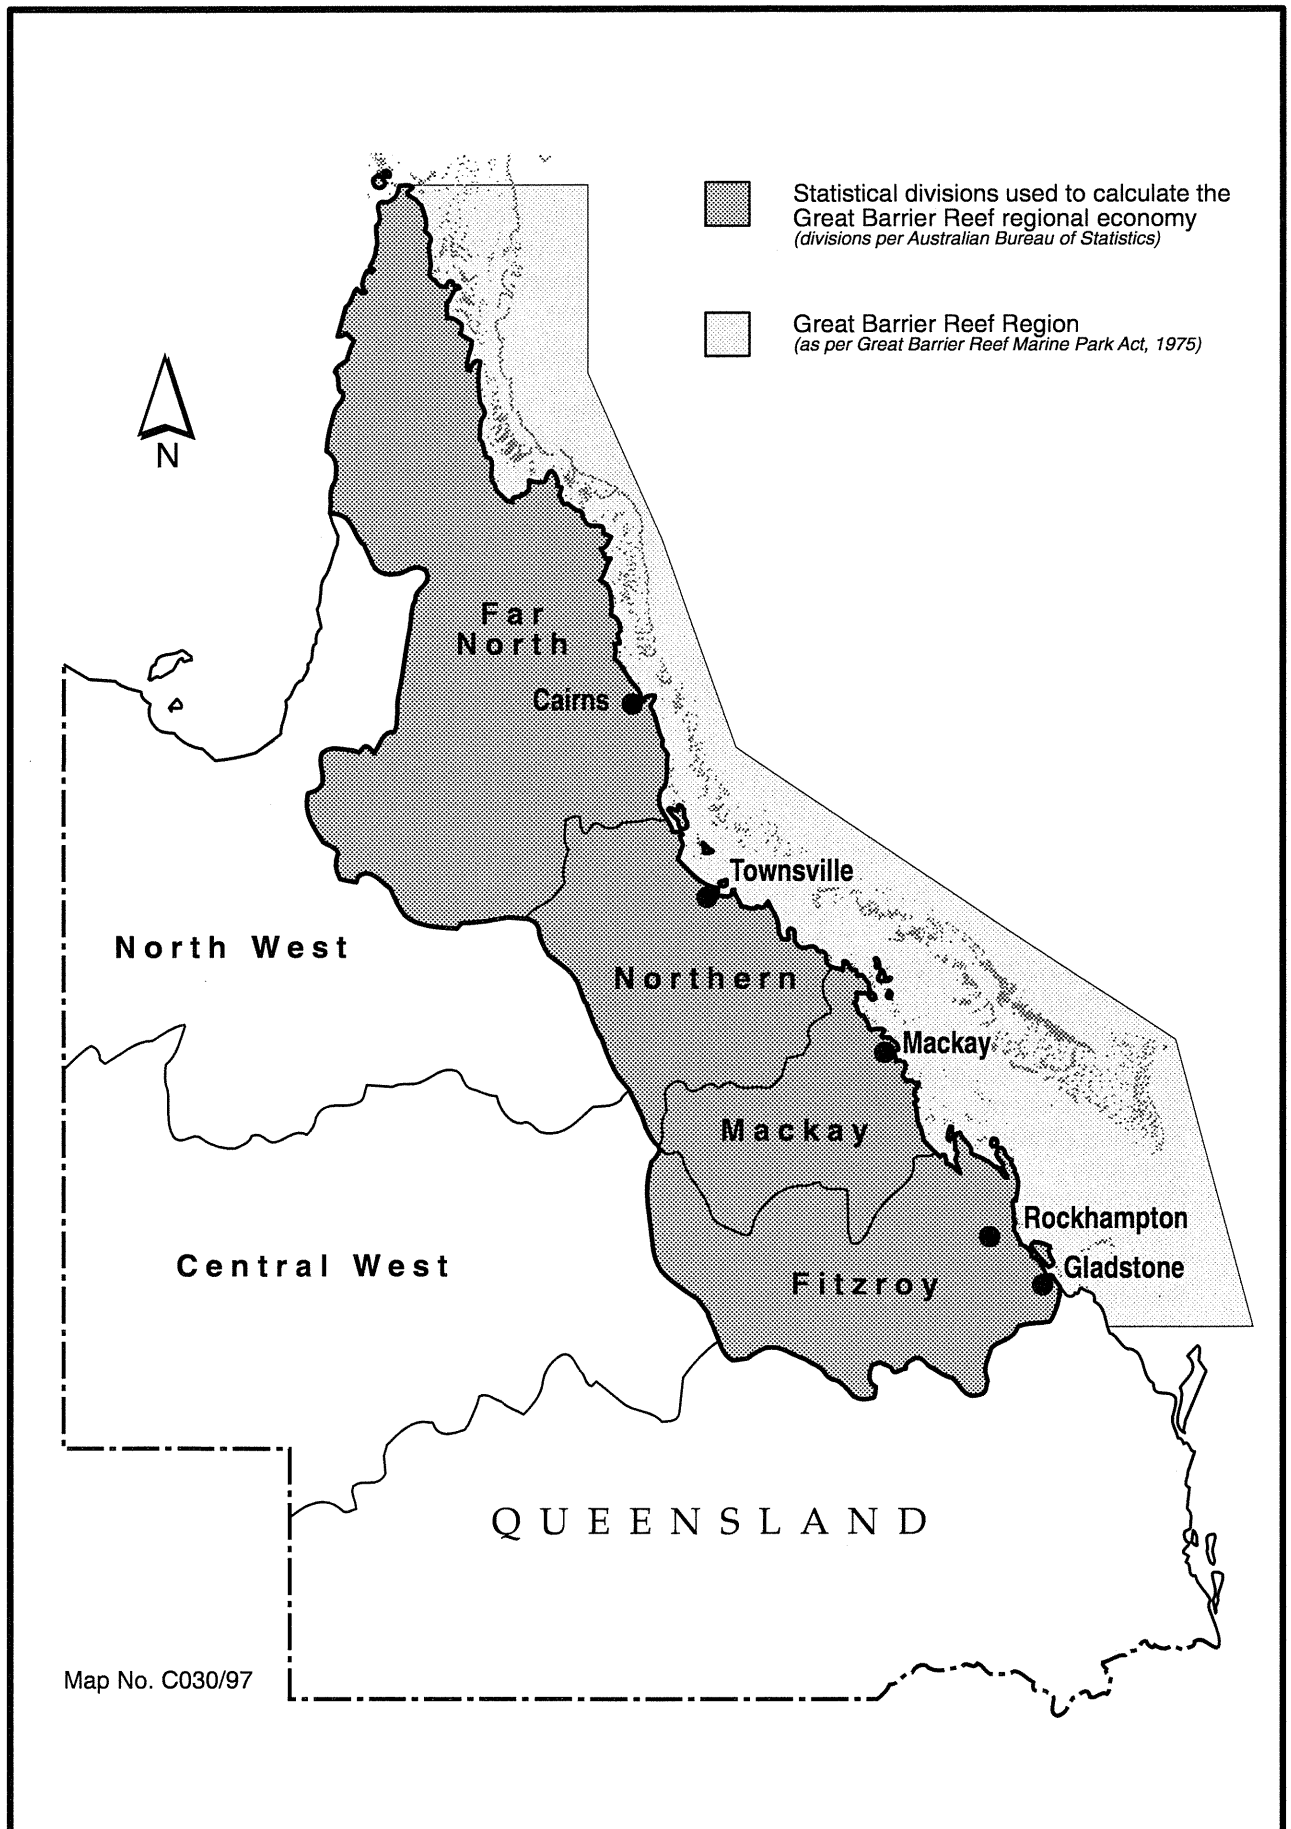 Statistical divisions used to calculate the
Great Barrier Reef regional economy
(divisions per Australian Bureau of Statistics)
Great Barrier Reef Region
(as per Great Barrier Reef Marine Park Act, 1975)
N
Far
North
Cairns
Townsville
North West
Northern
Mackay
Mackay
Rockhampton
Central West
Gladstone
Fitzroy
QUEENSLAND
Map No. C030/97